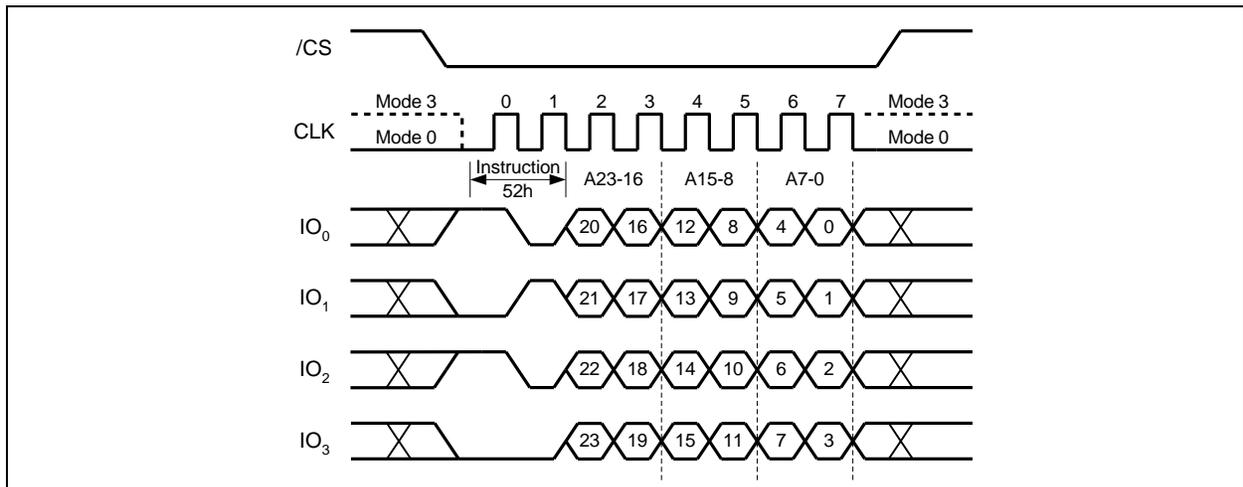 /CS
Mode 3 0 1 2 3 4 5 6 7 Mode 3
CLK
Mode 0 Mode 0
Instruction A23-16 A15-8 A7-0
52h
IO0 20 16 12 8 4 0
IO1 21 17 13 9 5 1
IO2 22 18 14 10 6 2
IO3 23 19 15 11 7 3